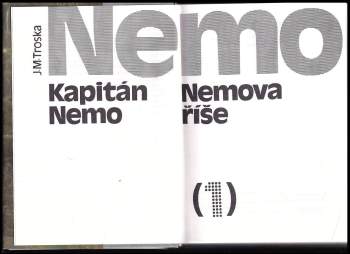 J.M.Troska
Nemo
Kapitán Nemo
Nemova říše
(1)